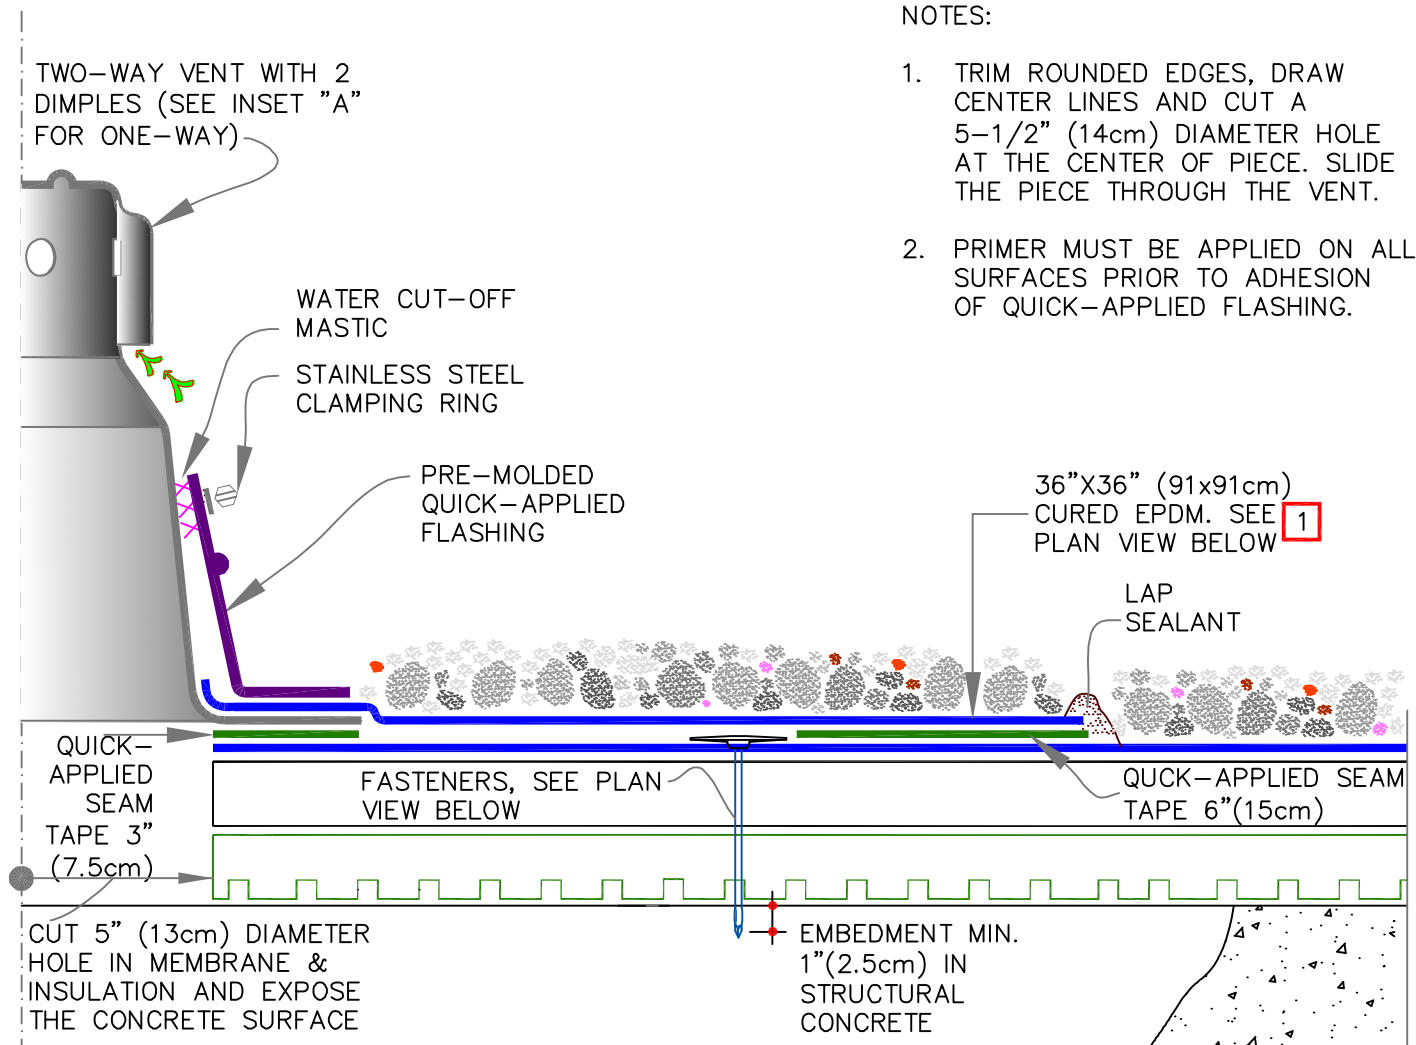 NOTES:
1. TRIM ROUNDED EDGES, DRAW
CENTER LINES AND CUT A
5-1/2" (14cm) DIAMETER HOLE
AT THE CENTER OF PIECE. SLIDE
THE PIECE THROUGH THE VENT.
2. PRIMER MUST BE APPLIED ON ALL
SURFACES PRIOR TO ADHESION
OF QUICK-APPLIED FLASHING.
TWO-WAY VENT WITH 2
DIMPLES (SEE INSET "A"
FOR ONE-WAY)
WATER CUT-OFF
MASTIC
STAINLESS STEEL
CLAMPING RING
PRE-MOLDED
QUICK-APPLIED
FLASHING
36"X36" (91x91cm)
CURED EPDM. SEE
PLAN VIEW BELOW
1
LAP
SEALANT
QUICK-
APPLIED
SEAM
TAPE 3"
(7.5cm)
FASTENERS, SEE PLAN
VIEW BELOW
QUCK-APPLIED SEAM
TAPE 6"(15cm)
CUT 5" (13cm) DIAMETER
HOLE IN MEMBRANE &
INSULATION AND EXPOSE
THE CONCRETE SURFACE
EMBEDMENT MIN.
1"(2.5cm) IN
STRUCTURAL
CONCRETE